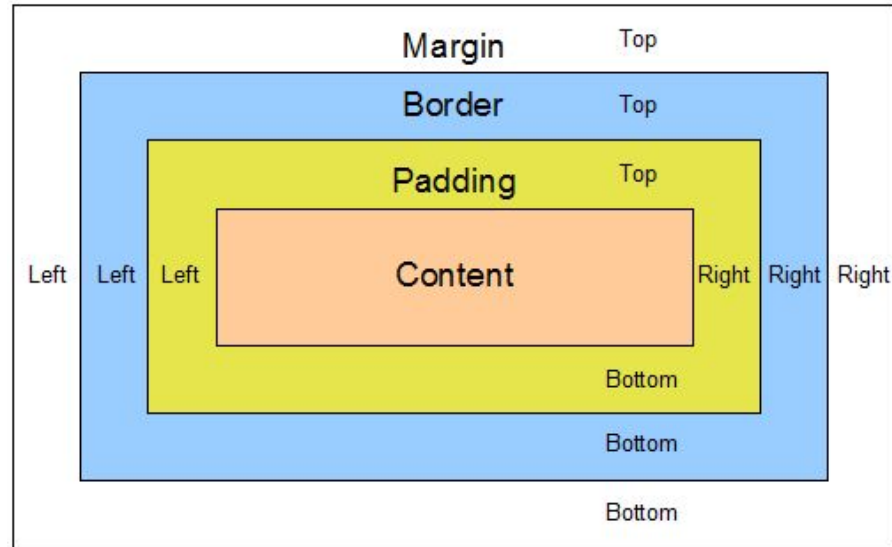 Margin Top
Border Top
Padding Top
Left Left Left Content Right Right Right
Bottom
Bottom
Bottom